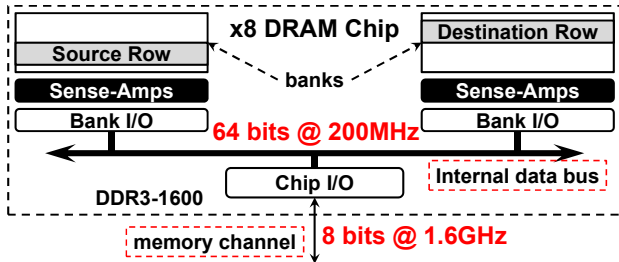 x8 DRAM Chip
Source Row
Destination Row
banks
Sense-Amps
Sense-Amps
Bank I/O
Bank I/O
64 bits @ 200MHz
Internal data bus
Chip I/O
DDR3-1600
memory channel
8 bits @ 1.6GHz